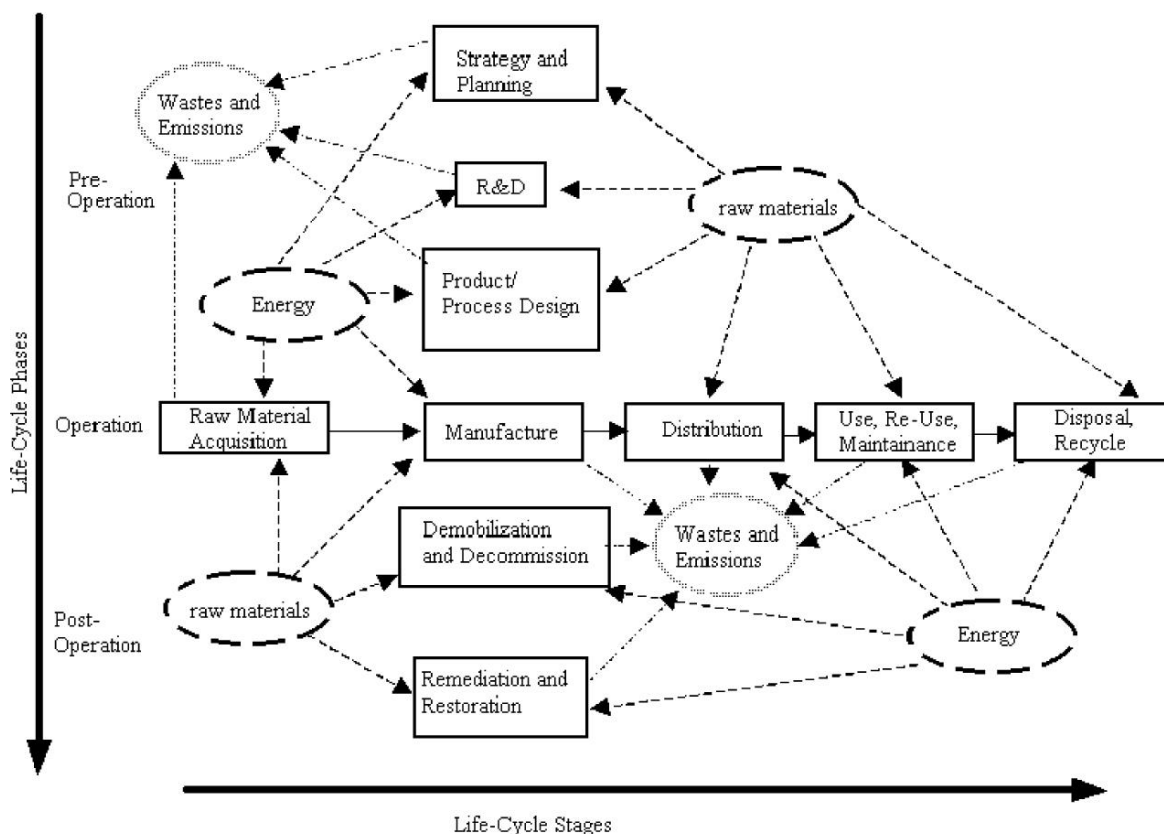 Strategy and
Planning
Wastes and
Emissions
Pre-
Operation
R&D
raw materials
Product/
Process Design
Energy
Life-Cycle Phases
Operation
Raw Material
Acquisition
Manufacture
Distribution
Use, Re-Use,
Maintainance
Disposal,
Recycle
Demobilization
and Decommission
Wastes and
Emissions
raw materials
Post-
Operation
Energy
Remediation and
Restoration
Life-Cycle Stages